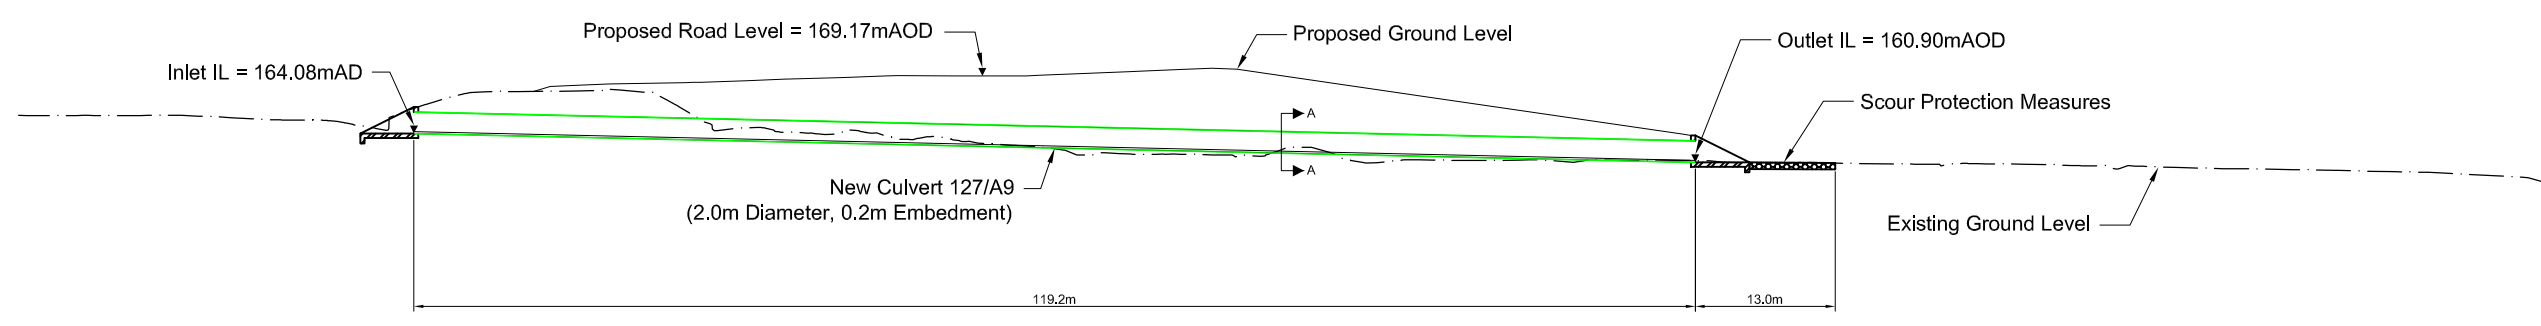 Proposed Road Level = 169.17mAOD
Proposed Ground Level
Outlet IL = 160.90mAOD
Inlet IL = 164.08mAD
Scour Protection Measures
A
A
New Culvert 127/A9
(2.0m Diameter, 0.2m Embedment)
Existing Ground Level
119.2m
13.0m